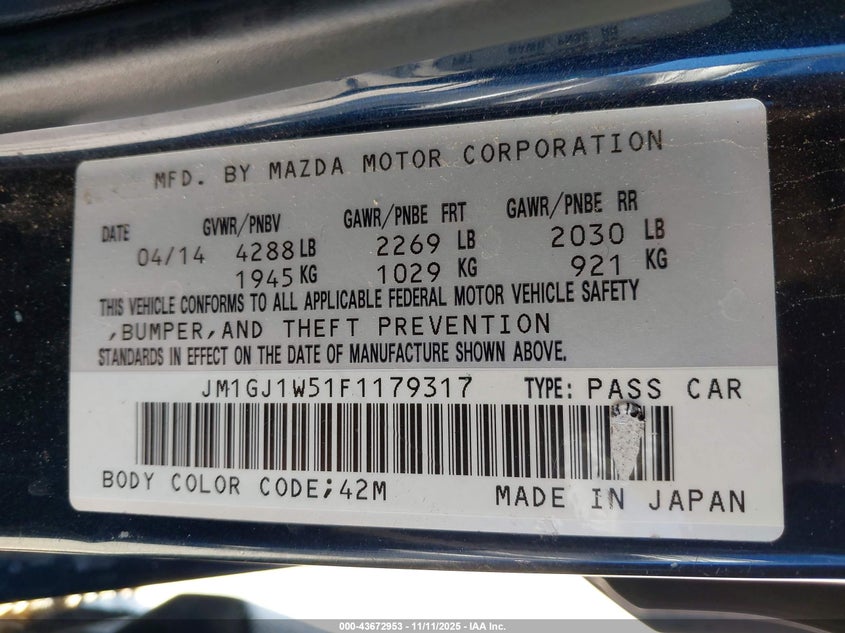 MFD. BY MAZDA MOTOR CORPORATION
DATE GVWR/PNBV GAWR/PNBE FRT GAWR/PNBE RR
04/14 4288 LB 2269 LB 2030 LB
1945 KG 1029 KG 921 KG
THIS VEHICLE CONFORMS TO ALL APPLICABLE FEDERAL MOTOR VEHICLE SAFETY
,BUMPER,AND THEFT PREVENTION
STANDARDS IN EFFECT ON THE DATE OF MANUFACTURE SHOWN ABOVE.
JM1GJ1W51F1179317 TYPE: PASS CAR
BODY COLOR CODE;42M MADE IN JAPAN
000-43672953 - 11/11/2025 - IAA Inc.